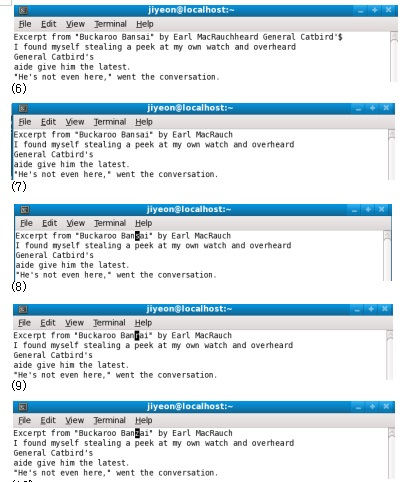 jiyeon@localhost:~
File Edit View Terminal Help
Excerpt from "Buckaroo Bansai" by Earl MacRauchheard General Catbird'$
I found myself stealing a peek at my own watch and overheard
General Catbird's
aide give him the latest.
"He's not even here," went the conversation.
(6)
jiyeon@localhost:~
File Edit View Terminal Help
Excerpt from "Buckaroo Bansai" by Earl MacRauch
I found myself stealing a peek at my own watch and overheard
General Catbird's
aide give him the latest.
"He's not even here," went the conversation.
(7)
jiyeon@localhost:~
File Edit View Terminal Help
Excerpt from "Buckaroo Bansai" by Earl MacRauch
I found myself stealing a peek at my own watch and overheard
General Catbird's
aide give him the latest.
"He's not even here," went the conversation.
(8)
jiyeon@localhost:~
File Edit View Terminal Help
Excerpt from "Buckaroo Banrai" by Earl MacRauch
I found myself stealing a peek at my own watch and overheard
General Catbird's
aide give him the latest.
"He's not even here," went the conversation.
(9)
jiyeon@localhost:~
File Edit View Terminal Help
Excerpt from "Buckaroo Banzai" by Earl MacRauch
I found myself stealing a peek at my own watch and overheard
General Catbird's
aide give him the latest.
"He's not even here," went the conversation.